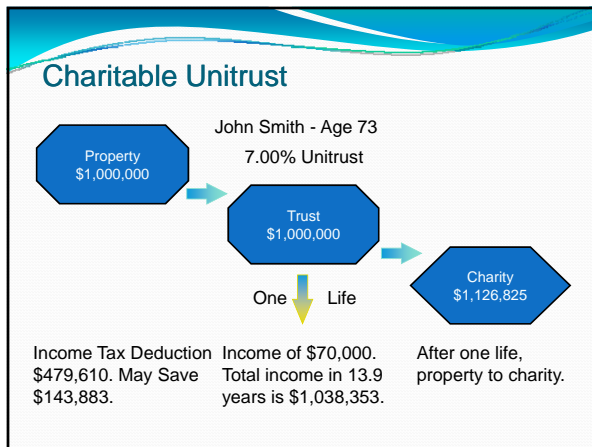 Charitable Unitrust
John Smith - Age 73
7.00% Unitrust
Property
$1,000,000
Trust
$1,000,000
Charity
$1,126,825
One Life
Income Tax Deduction
$479,610. May Save
$143,883.
Income of $70,000.
Total income in 13.9
years is $1,038,353.
After one life,
property to charity.